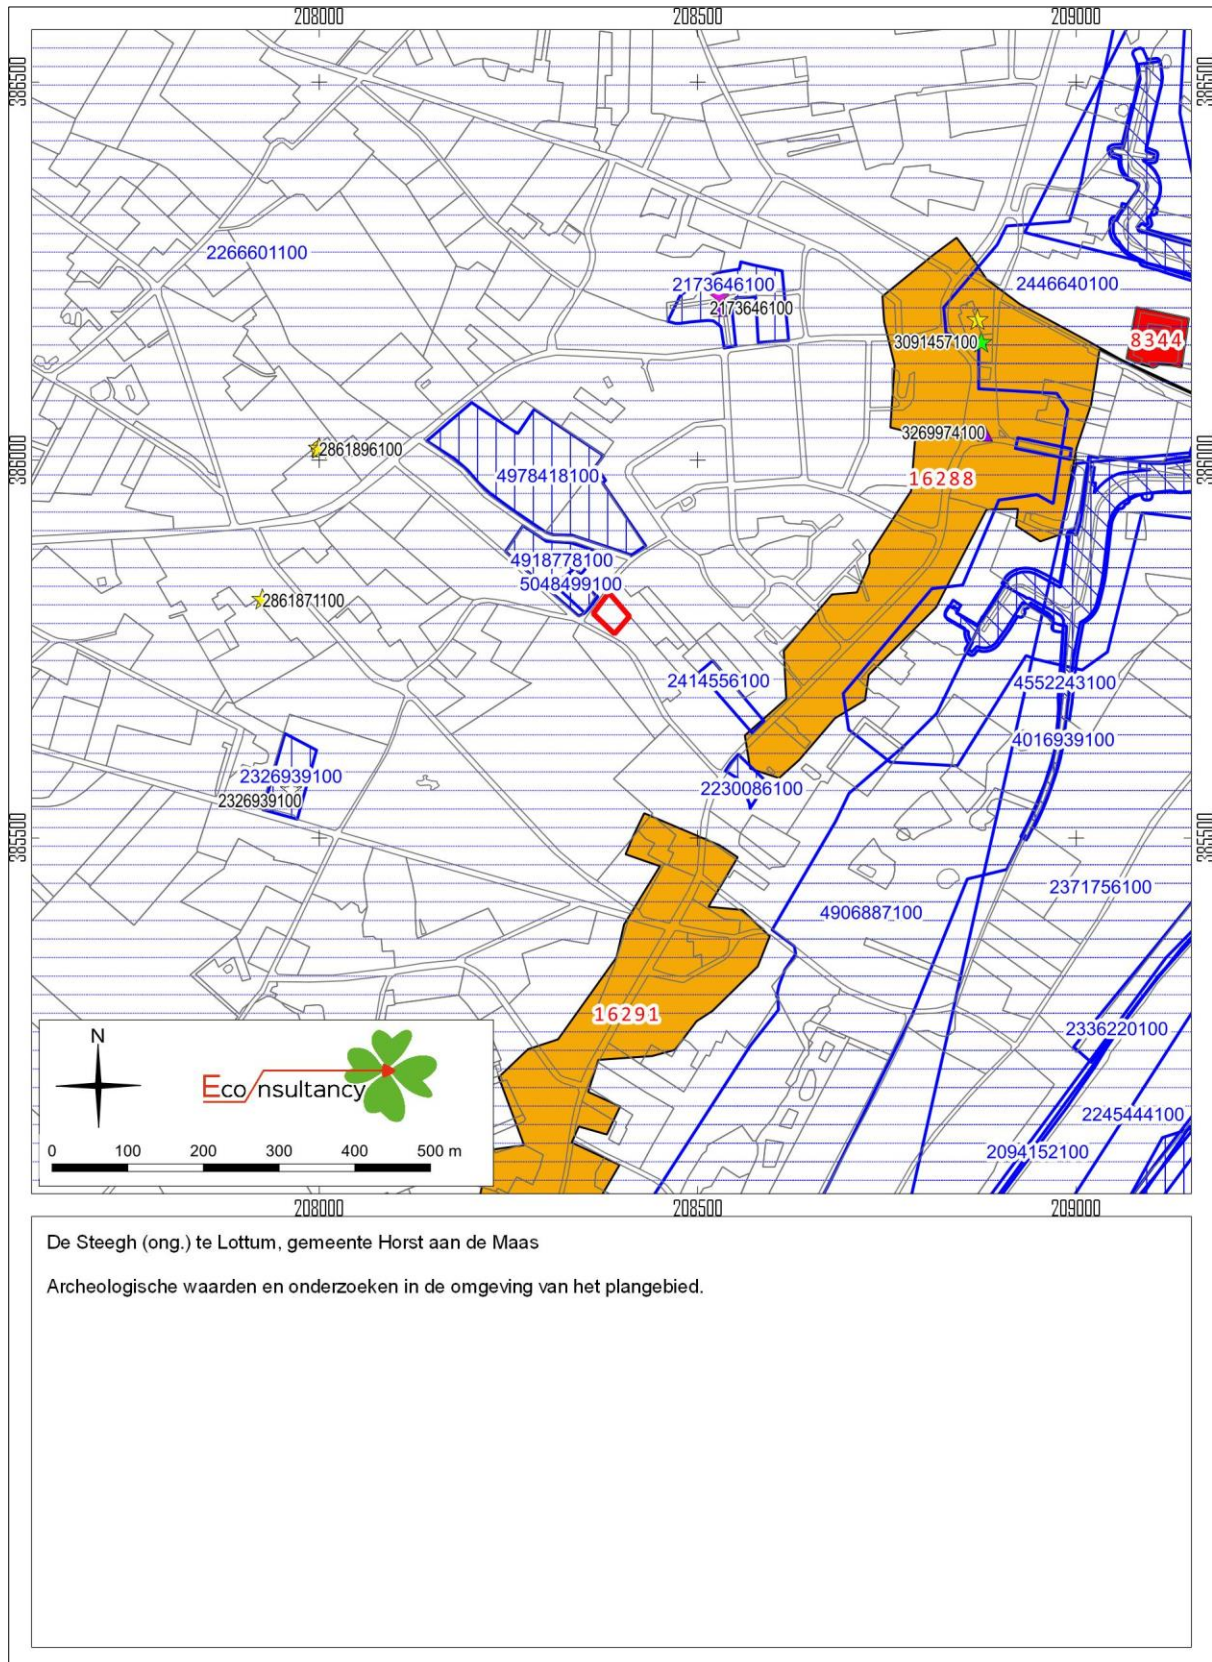 208000 208500 209000
386500 386500
2266601100
2173646100 2446640100
2173646100
3091457100 8344
3269974100
2861896100
386000 4978418100 16288 386000
4918778100
5048499100
2861871100
2414556100 4552243100
4016939100
2326939100
2230086100
2326939100
385500 385500
2371756100
4906887100
16291
2336220100
N
Eco/nsultancy
2245444100
0 100 200 300 400 500 m
2094152100
208000 208500 209000
De Steegh (ong.) te Lottum, gemeente Horst aan de Maas
Archeologische waarden en onderzoeken in de omgeving van het plangebied.